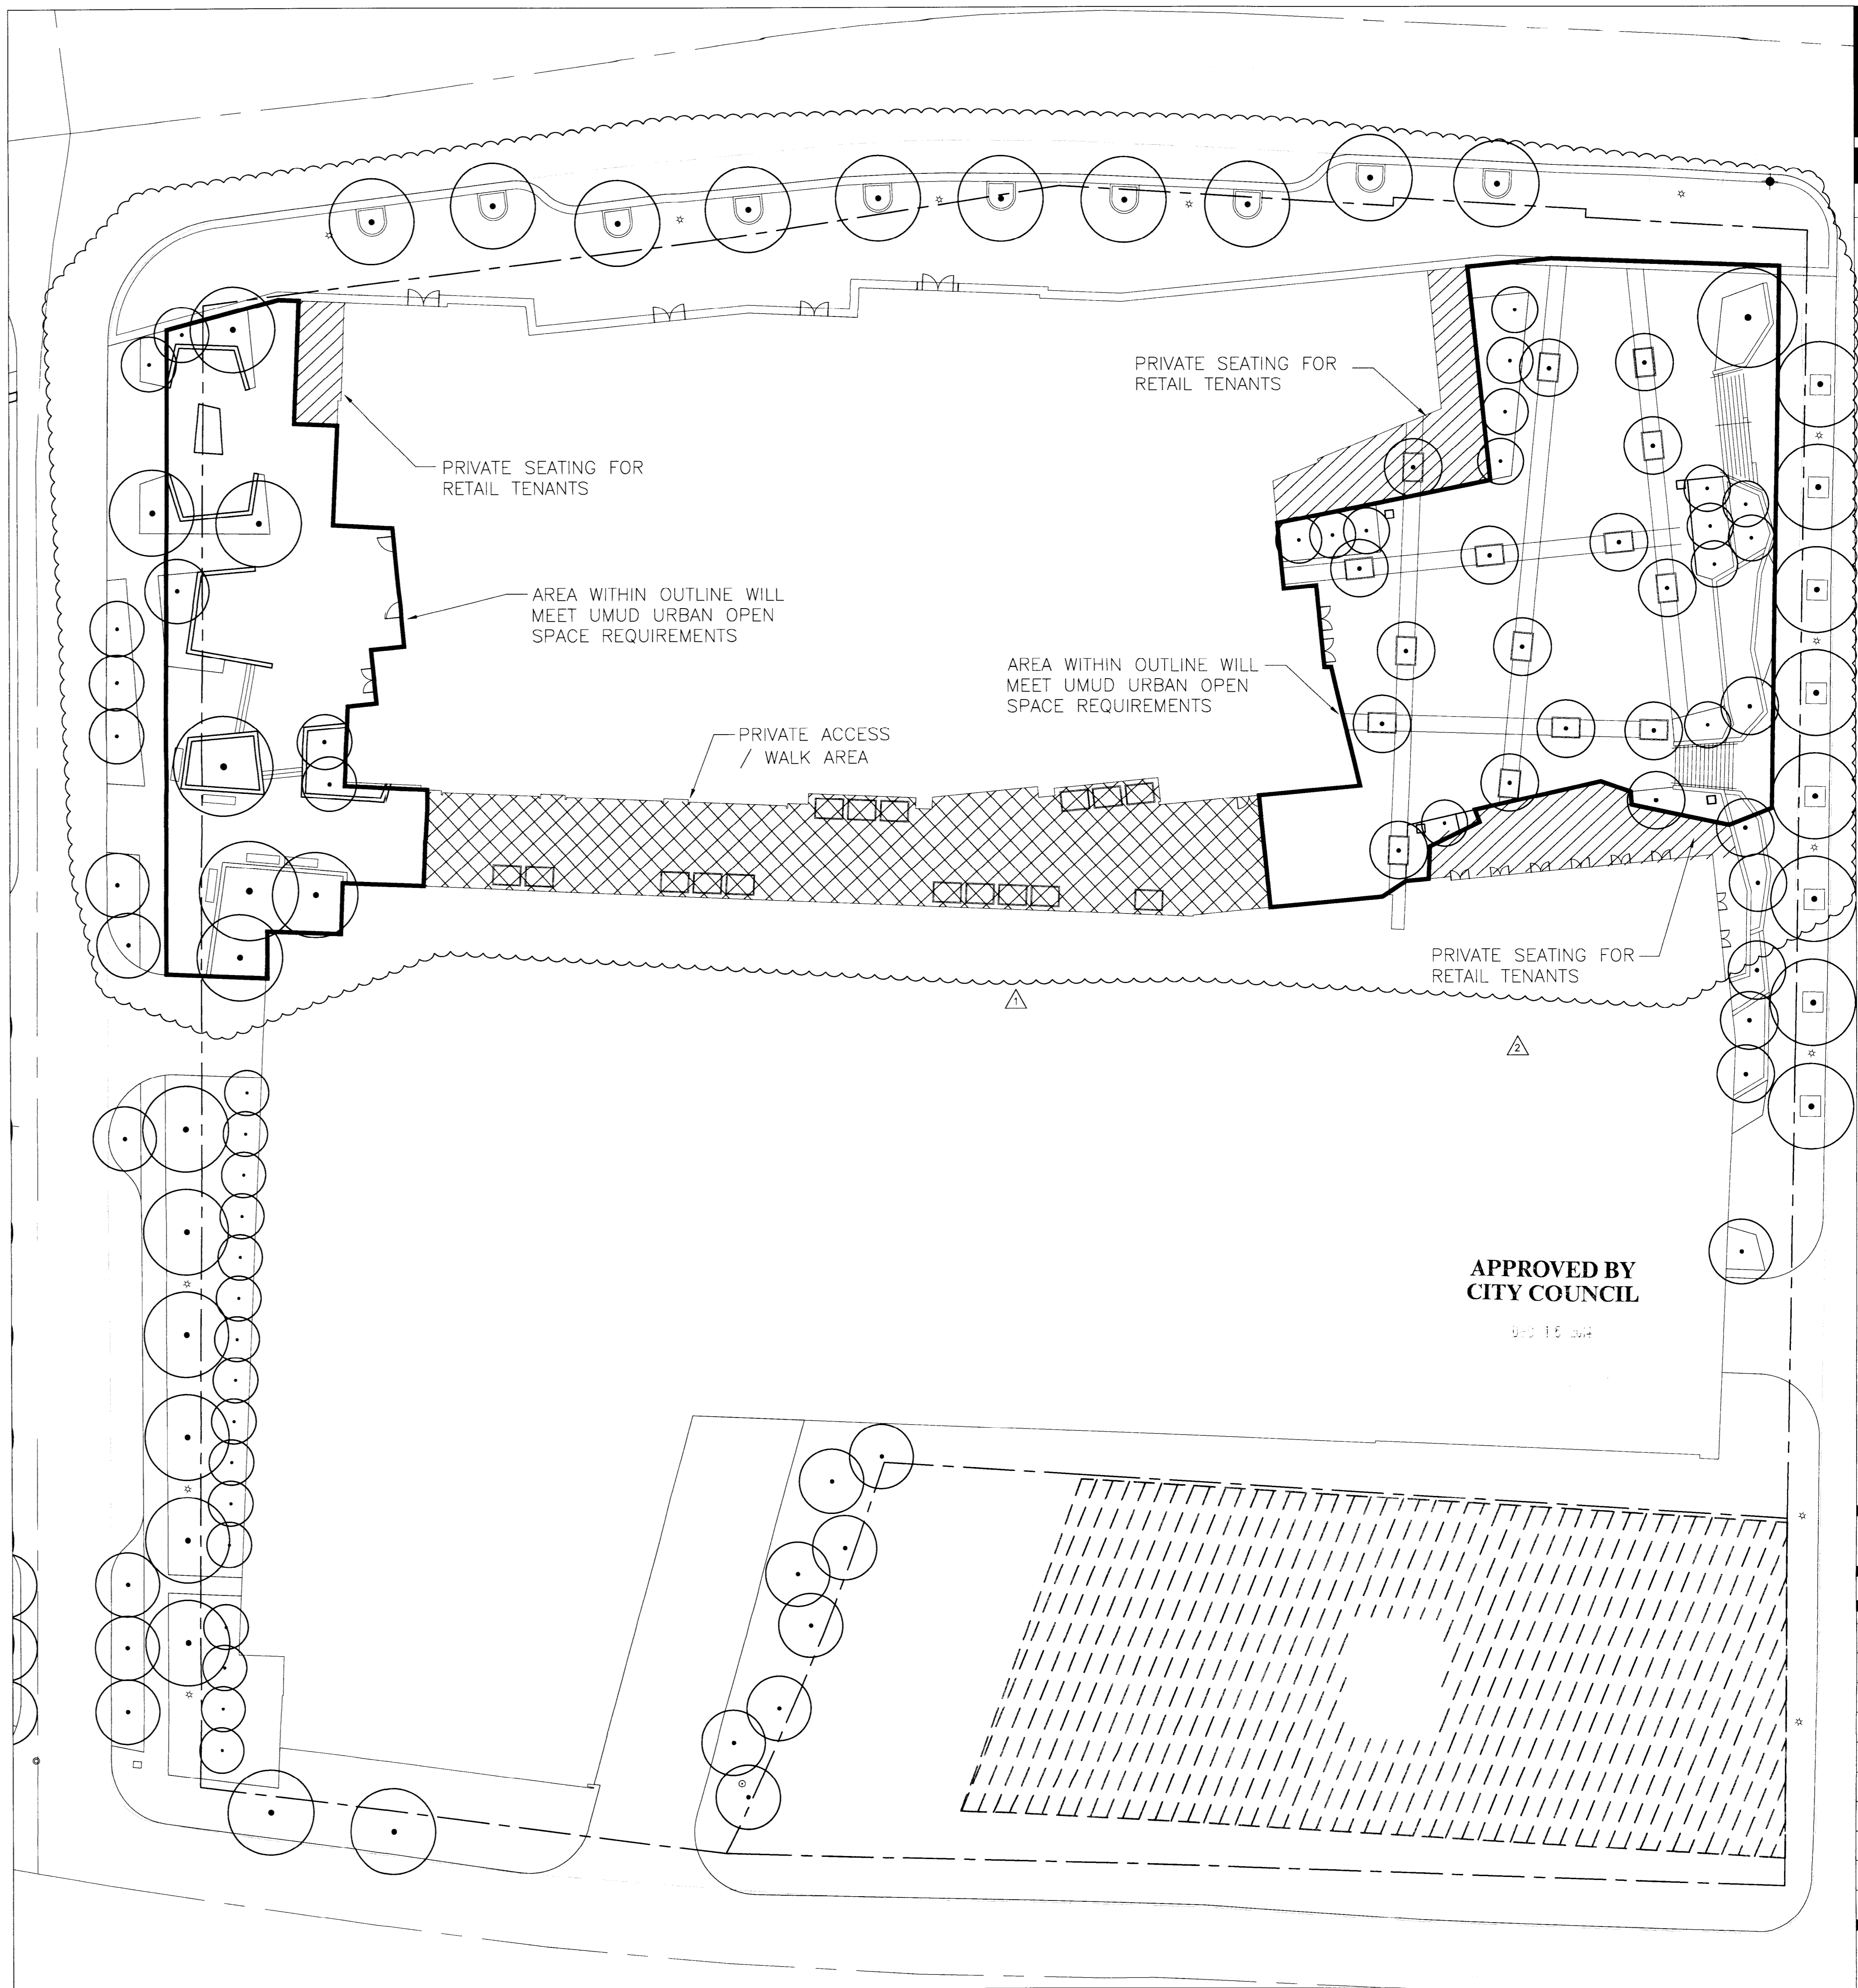 PRIVATE SEATING FOR
RETAIL TENANTS
PRIVATE SEATING FOR
RETAIL TENANTS
AREA WITHIN OUTLINE WILL
MEET UMUD URBAN OPEN
SPACE REQUIREMENTS
AREA WITHIN OUTLINE WILL
MEET UMUD URBAN OPEN
SPACE REQUIREMENTS
PRIVATE ACCESS
/ WALK AREA
PRIVATE SEATING FOR
RETAIL TENANTS
1
2
APPROVED BY
CITY COUNCIL